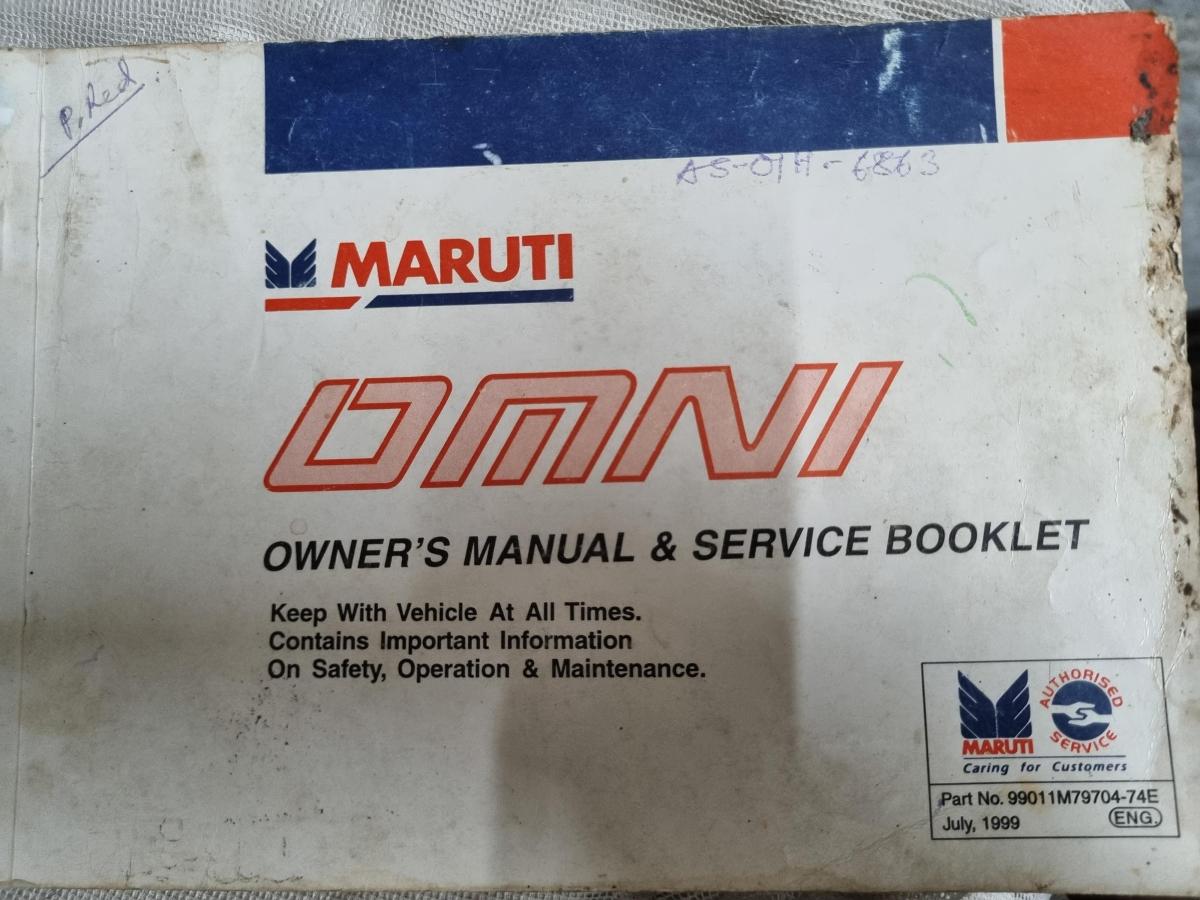 P. Red
AS-01H-6863
MARUTI
OMNI
OWNER'S MANUAL & SERVICE BOOKLET
Keep With Vehicle At All Times.
Contains Important Information
On Safety, Operation & Maintenance.
MARUTI
AUTHORISED
SERVICE
Caring for Customers
Part No. 99011M79704-74E
July, 1999
ENG.